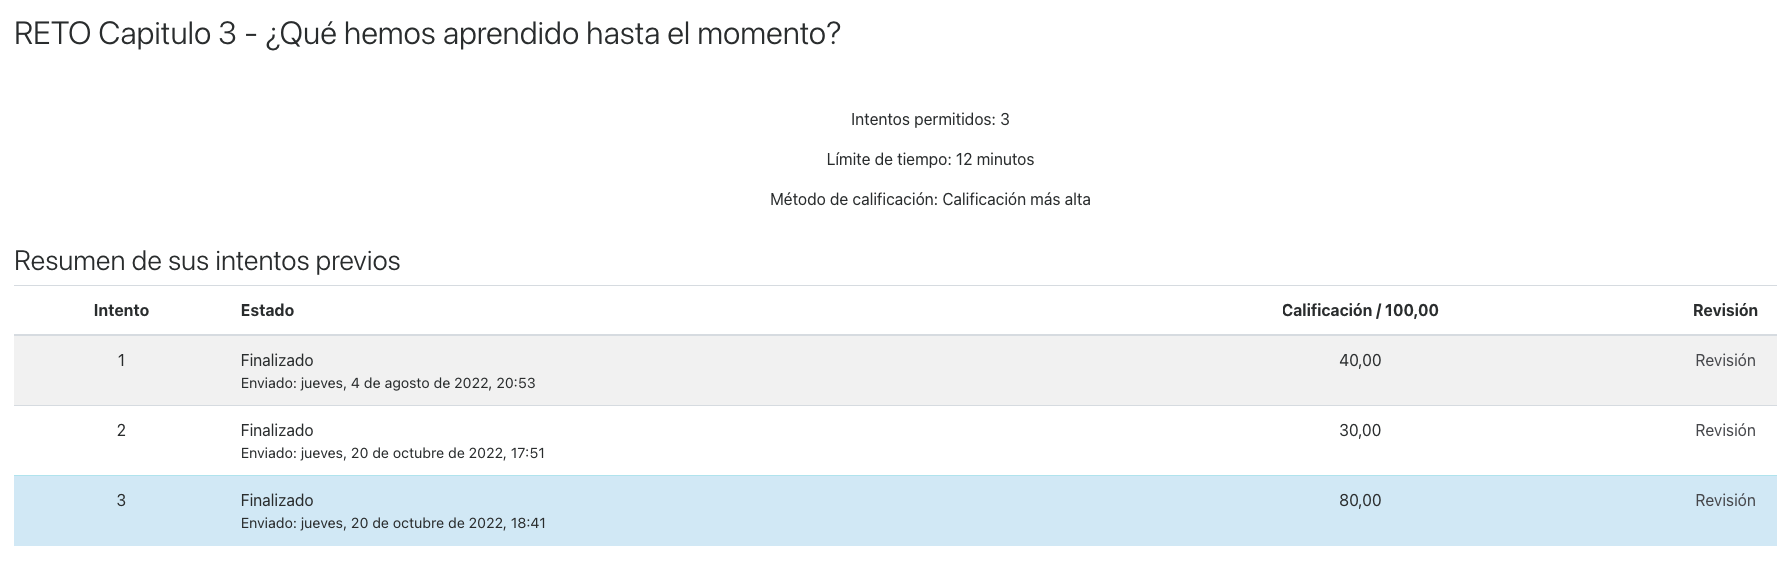 RETO Capitulo 3 - ¿Qué hemos aprendido hasta el momento?
Intentos permitidos: 3
Límite de tiempo: 12 minutos
Método de calificación: Calificación más alta
Resumen de sus intentos previos
Intento Estado Calificación / 100,00 Revisión
1 Finalizado 40,00 Revisión
Enviado: jueves, 4 de agosto de 2022, 20:53
2 Finalizado 30,00 Revisión
Enviado: jueves, 20 de octubre de 2022, 17:51
3 Finalizado 80,00 Revisión
Enviado: jueves, 20 de octubre de 2022, 18:41